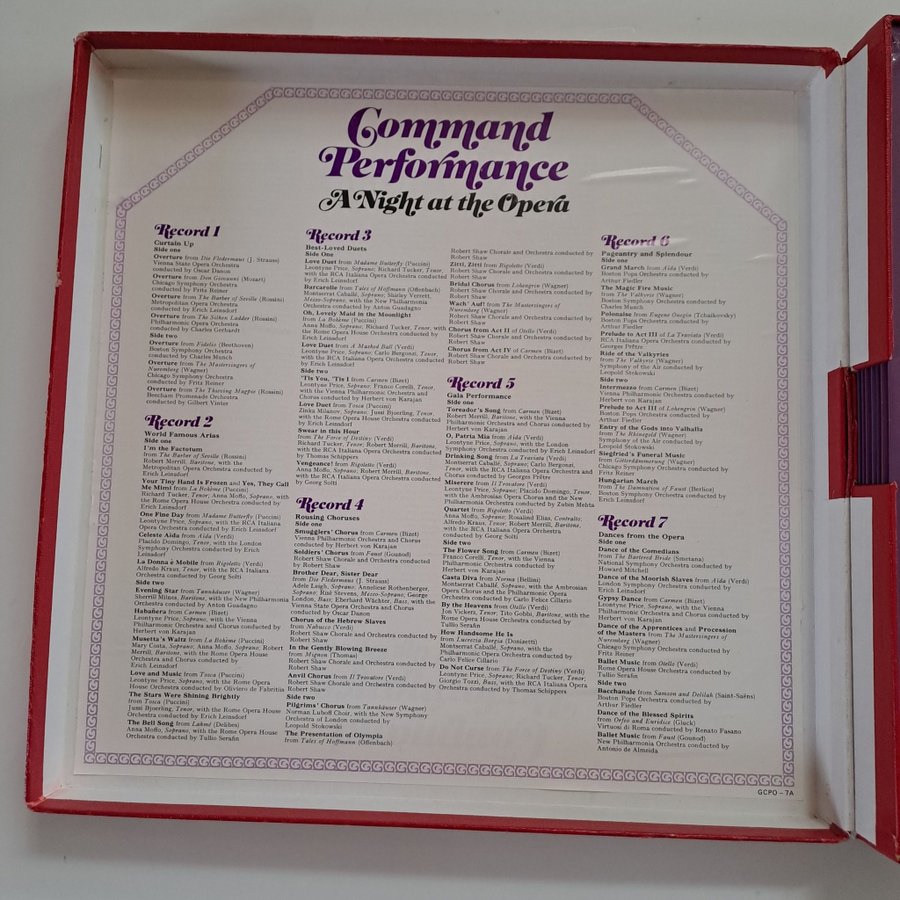 Command
Performance
A Night at the Opera
Record 1
Curtain Up
Side one
Overture from Die Fledermaus (J. Strauss)
Vienna State Opera Orchestra
conducted by Oscar Danon
Overture from Don Giovanni (Mozart)
Chicago Symphony Orchestra
conducted by Fritz Reiner
Overture from The Barber of Seville (Rossini)
Metropolitan Opera Orchestra
conducted by Erich Leinsdorf
Overture from The Silken Ladder (Rossini)
Philharmonic Opera Orchestra
conducted by Charles Gerhardt
Side two
Overture from Fidelio (Beethoven)
Boston Symphony Orchestra
conducted by Charles Munch
Overture from The Mastersingers of
Nuremberg (Wagner)
Chicago Symphony Orchestra
conducted by Fritz Reiner
Overture from The Thieving Magpie (Rossini)
Beecham Promenade Orchestra
conducted by Gilbert Vinter
Record 2
World Famous Arias
Side one
I'm the Factotum
from The Barber of Seville (Rossini)
Robert Merrill, Baritone, with the
Metropolitan Opera Orchestra conducted by
Erich Leinsdorf
Your Tiny Hand Is Frozen and Yes, They Call
Me Mimi from La Bohème (Puccini)
Richard Tucker, Tenor, Anna Moffo, Soprano, with
the Rome Opera House Orchestra conducted by
Erich Leinsdorf
One Fine Day from Madame Butterfly (Puccini)
Leontyne Price, Soprano, with the RCA Italiana
Opera Orchestra conducted by Erich Leinsdorf
Celeste Aïda from Aïda (Verdi)
Placido Domingo, Tenor, with the London
Symphony Orchestra conducted by Erich
Leinsdorf
La Donna è Mobile from Rigoletto (Verdi)
Alfredo Kraus, Tenor, with the RCA Italiana
Opera Orchestra conducted by Georg Solti
Side two
Evening Star from Tannhäuser (Wagner)
Sherrill Milnes, Baritone, with the New Philharmonia
Orchestra conducted by Anton Guadagno
Habañera from Carmen (Bizet)
Leontyne Price, Soprano, with the Vienna
Philharmonic and Chorus conducted by
Herbert von Karajan
Musetta's Waltz from La Bohème (Puccini)
Mary Costa, Soprano; Anna Moffo, Soprano; Robert
Merrill, Baritone, with the Rome Opera House
Orchestra and Chorus conducted by
Erich Leinsdorf
Love and Music from Tosca (Puccini)
Leontyne Price, Soprano, with the Rome Opera
House Orchestra conducted by Oliviero de Fabritiis
The Stars Were Shining Brightly
from Tosca (Puccini)
Jussi Bjoerling, Tenor, with the Rome Opera House
Orchestra conducted by Erich Leinsdorf
The Bell Song from Lakmé (Delibes)
Anna Moffo, Soprano, with the Rome Opera House
Orchestra conducted by Tullio Serafin
Record 3
Best-Loved Duets
Side One
Love Duet from Madame Butterfly (Puccini)
Leontyne Price, Soprano; Richard Tucker, Tenor,
with the RCA Italiana Opera Orchestra conducted
by Erich Leinsdorf
Barcarolle from Tales of Hoffmann (Offenbach)
Montserrat Caballé, Soprano; Shirley Verrett,
Mezzo-Soprano, with the New Philharmonia
Orchestra conducted by Anton Guadagno
Oh, Lovely Maid in the Moonlight
from La Bohème (Puccini)
Anna Moffo, Soprano; Richard Tucker, Tenor, with
the Rome Opera House Orchestra conducted by
Erich Leinsdorf
Love Duet from A Masked Ball (Verdi)
Leontyne Price, Soprano; Carlo Bergonzi, Tenor,
with the RCA Italiana Opera Orchestra conducted
by Erich Leinsdorf
Side two
'Tis You, 'Tis I from Carmen (Bizet)
Leontyne Price, Soprano; Franco Corelli, Tenor,
with the Vienna Philharmonic and Chorus
Orchestra conducted by Herbert von Karajan
Love Duet from Tosca (Puccini)
Zinka Milanov, Soprano; Jussi Bjoerling, Tenor,
with the Rome Opera House Orchestra conducted
by Erich Leinsdorf
Swear in this Hour
from The Force of Destiny (Verdi)
Richard Tucker, Tenor; Robert Merrill, Baritone,
with the RCA Italiana Opera Orchestra conducted
by Thomas Schippers
Vengeance! from Rigoletto (Verdi)
Anna Moffo, Soprano; Robert Merrill, Baritone,
with the RCA Italiana Opera Orchestra conducted
by Georg Solti
Record 4
Rousing Choruses
Side one
Smugglers' Chorus from Carmen (Bizet)
Vienna Philharmonic Orchestra and Chorus
conducted by Herbert von Karajan
Soldiers' Chorus from Faust (Gounod)
Robert Shaw Chorale and Orchestra conducted by
Robert Shaw
Brother Dear, Sister Dear
from Die Fledermaus (J. Strauss)
Adele Leigh, Soprano; Anneliese Rothenberger,
Soprano; Risë Stevens, Mezzo-Soprano; George
London, Bass; Eberhard Wächter, Bass, with the
Vienna State Opera Orchestra and Chorus
conducted by Oscar Danon
Chorus of the Hebrew Slaves
from Nabucco (Verdi)
Robert Shaw Chorale and Orchestra conducted by
Robert Shaw
In the Gently Blowing Breeze
from Mignon (Thomas)
Robert Shaw Chorale and Orchestra conducted by
Robert Shaw
Anvil Chorus from Il Trovatore (Verdi)
Robert Shaw Chorale and Orchestra conducted by
Robert Shaw
Side two
Pilgrims' Chorus from Tannhäuser (Wagner)
Norman Luboff Choir, with the New Symphony
Orchestra of London conducted by
Leopold Stokowski
The Presentation of Olympia
from Tales of Hoffmann (Offenbach)
Robert Shaw Chorale and Orchestra conducted by
Robert Shaw
Zitti, Zitti from Rigoletto (Verdi)
Robert Shaw Chorale and Orchestra conducted by
Robert Shaw
Bridal Chorus from Lohengrin (Wagner)
Robert Shaw Chorale and Orchestra conducted by
Robert Shaw
Wach' Auf! from The Mastersingers of
Nuremberg (Wagner)
Robert Shaw Chorale and Orchestra conducted by
Robert Shaw
Chorus from Act II of Otello (Verdi)
Robert Shaw Chorale and Orchestra conducted by
Robert Shaw
Chorus from Act IV of Carmen (Bizet)
Robert Shaw Chorale and Orchestra conducted by
Robert Shaw
Record 5
Gala Performance
Side one
Toreador's Song from Carmen (Bizet)
Robert Merrill, Baritone, with the Vienna
Philharmonic Orchestra and Chorus conducted by
Herbert von Karajan
O, Patria Mia from Aïda (Verdi)
Leontyne Price, Soprano, with the London
Symphony Orchestra conducted by Erich Leinsdorf
Drinking Song from La Traviata (Verdi)
Montserrat Caballé, Soprano; Carlo Bergonzi,
Tenor, with the RCA Italiana Opera Orchestra
and Chorus conducted by Georges Prêtre
Miserere from Il Trovatore (Verdi)
Leontyne Price, Soprano; Placido Domingo, Tenor,
with the Ambrosian Opera Chorus and the New
Philharmonia Orchestra conducted by Zubin Mehta
Quartet from Rigoletto (Verdi)
Anna Moffo, Soprano; Rosalind Elias, Contralto;
Alfredo Kraus, Tenor; Robert Merrill, Baritone,
with the RCA Italiana Opera Orchestra
conducted by Georg Solti
Side two
The Flower Song from Carmen (Bizet)
Franco Corelli, Tenor, with the Vienna
Philharmonic Orchestra conducted by
Herbert von Karajan
Casta Diva from Norma (Bellini)
Montserrat Caballé, Soprano, with the Ambrosian
Opera Chorus and the Philharmonic Opera
Orchestra conducted by Carlo Felice Cillario
By the Heavens from Otello (Verdi)
Jon Vickers, Tenor; Tito Gobbi, Baritone, with the
Rome Opera House Orchestra conducted by
Tullio Serafin
How Handsome He Is
from Lucrezia Borgia (Donizetti)
Montserrat Caballé, Soprano, with the
Philharmonic Opera Orchestra conducted by
Carlo Felice Cillario
Do Not Curse from The Force of Destiny (Verdi)
Leontyne Price, Soprano; Richard Tucker, Tenor;
Giorgio Tozzi, Bass, with the RCA Italiana Opera
Orchestra conducted by Thomas Schippers
Record 6
Pageantry and Splendour
Side one
Grand March from Aïda (Verdi)
Boston Pops Orchestra conducted by
Arthur Fiedler
The Magic Fire Music
from The Valkyrie (Wagner)
Boston Symphony Orchestra conducted by
Charles Munch
Polonaise from Eugene Onegin (Tchaikovsky)
Boston Pops Orchestra conducted by
Arthur Fiedler
Prelude to Act III of La Traviata (Verdi)
RCA Italiana Orchestra conducted by
Georges Prêtre
Ride of the Valkyries
from The Valkyrie (Wagner)
Symphony of the Air conducted by
Leopold Stokowski
Side two
Intermezzo from Carmen (Bizet)
Vienna Philharmonic Orchestra conducted by
Herbert von Karajan
Prelude to Act III of Lohengrin (Wagner)
Boston Pops Orchestra conducted by
Arthur Fiedler
Entry of the Gods into Valhalla
from The Rhinegold (Wagner)
Symphony of the Air conducted by
Leopold Stokowski
Siegfried's Funeral Music
from Götterdämmerung (Wagner)
Chicago Symphony Orchestra conducted by
Fritz Reiner
Hungarian March
from The Damnation of Faust (Berlioz)
Boston Symphony Orchestra conducted by
Erich Leinsdorf
Record 7
Dances from the Opera
Side one
Dance of the Comedians
from The Bartered Bride (Smetana)
National Symphony Orchestra conducted by
Howard Mitchell
Dance of the Moorish Slaves from Aïda (Verdi)
London Symphony Orchestra conducted by
Erich Leinsdorf
Gypsy Dance from Carmen (Bizet)
Leontyne Price, Soprano, with the Vienna
Philharmonic Orchestra conducted by
Herbert von Karajan
Dance of the Apprentices and Procession
of the Masters from The Mastersingers of
Nuremberg (Wagner)
Chicago Symphony Orchestra conducted by
Fritz Reiner
Ballet Music from Otello (Verdi)
Rome Opera House Orchestra conducted by
Tullio Serafin
Side two
Bacchanale from Samson and Delilah (Saint-Saëns)
Boston Pops Orchestra conducted by
Arthur Fiedler
Dance of the Blessed Spirits
from Orfeo and Euridice (Gluck)
Virtuosi di Roma conducted by Renato Fasano
Ballet Music from Faust (Gounod)
New Philharmonia Orchestra conducted by
Antonio de Almeida
GCPO - 7A